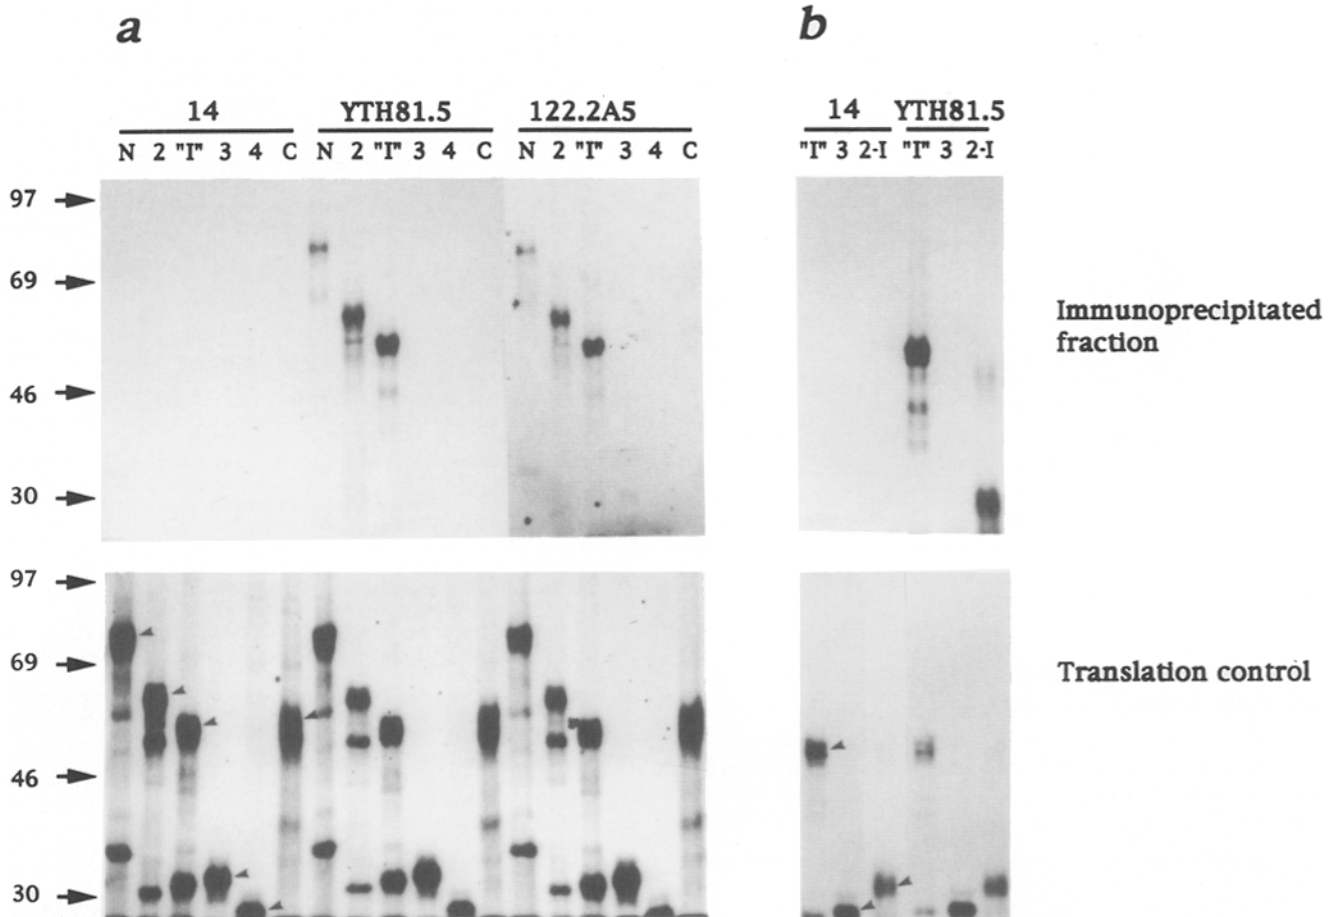 a b
14 YTH81.5 122.2A5 14 YTH81.5
N 2 "I" 3 4 C N 2 "I" 3 4 C N 2 "I" 3 4 C "I" 3 2-I "I" 3 2-I
97
69
Immunoprecipitated
fraction
46
30
97
69
Translation control
46
30